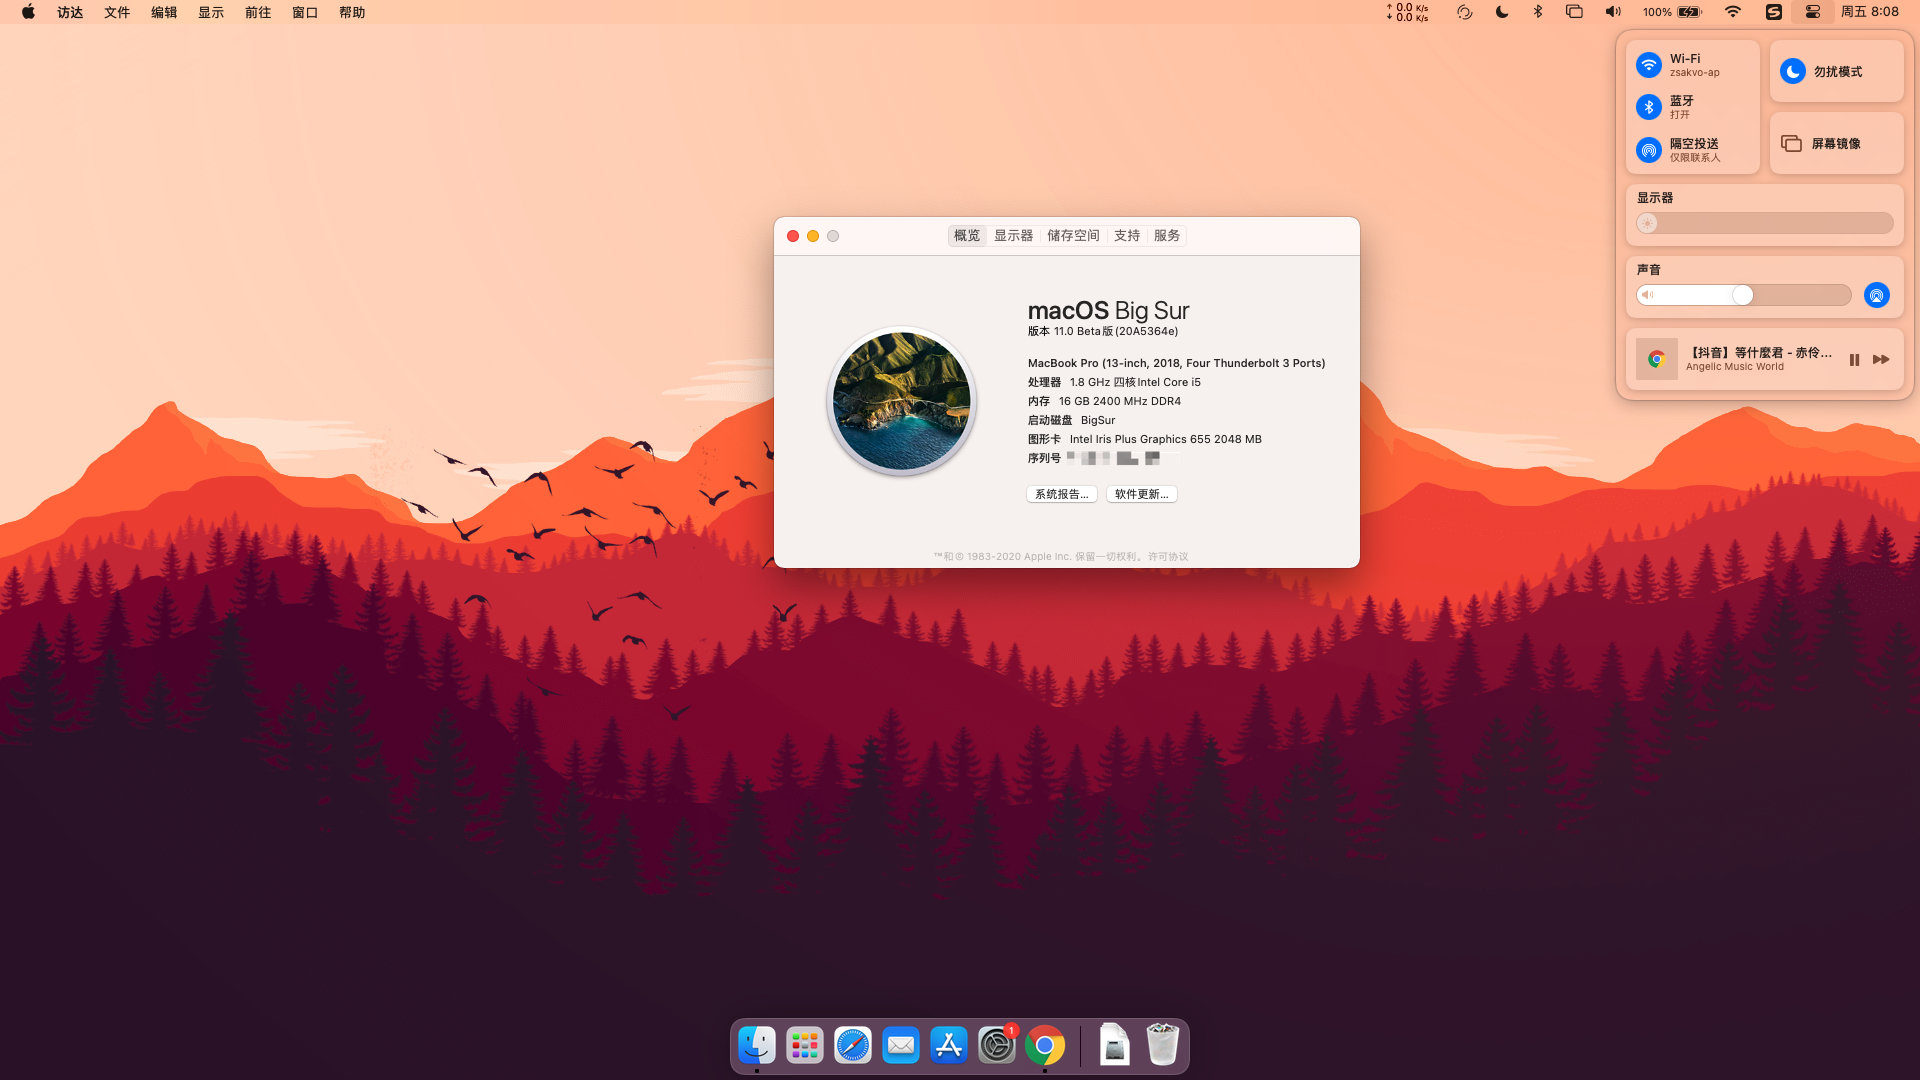 访达 文件 编辑 显示 前往 窗口 帮助
0.0 K/s
0.0 K/s
100%
周五 8:08
Wi-Fi
zsakvo-ap
蓝牙
打开
隔空投送
仅限联系人
勿扰模式
屏幕镜像
显示器
声音
【抖音】等什麼君 - 赤伶...
Angelic Music World
概览 显示器 储存空间 支持 服务
macOS Big Sur
版本 11.0 Beta版 (20A5364e)
MacBook Pro (13-inch, 2018, Four Thunderbolt 3 Ports)
处理器 1.8 GHz 四核Intel Core i5
内存 16 GB 2400 MHz DDR4
启动磁盘 BigSur
图形卡 Intel Iris Plus Graphics 655 2048 MB
序列号
系统报告... 软件更新...
™和© 1983-2020 Apple Inc. 保留一切权利。许可协议
1